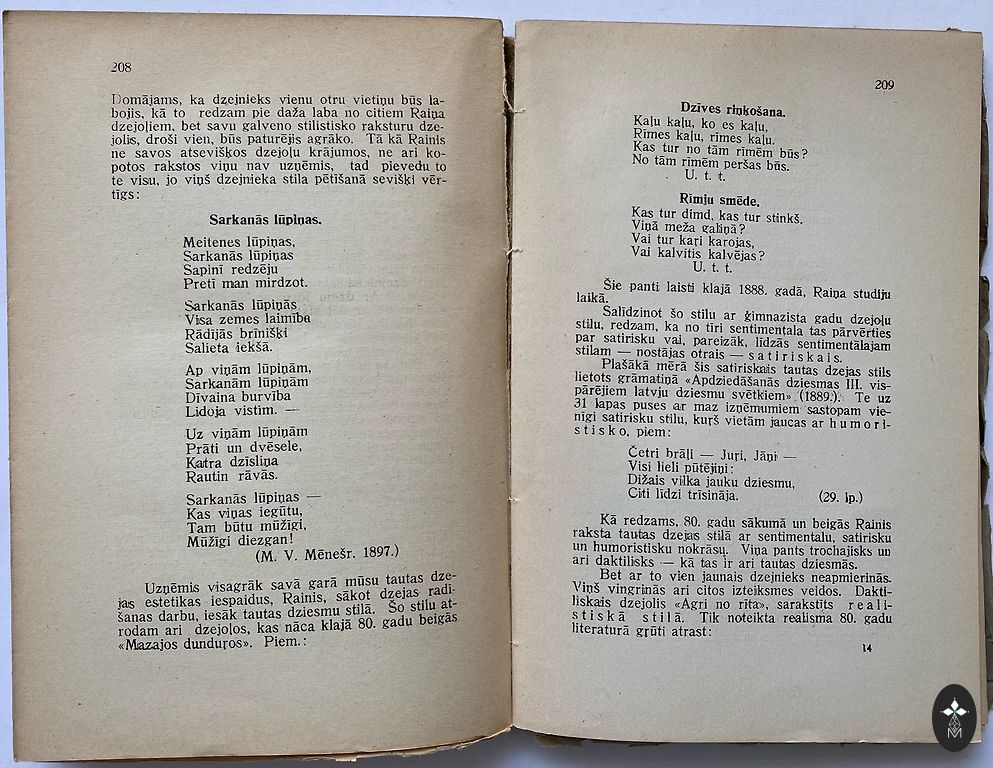 208
Domājams, ka dzejnieks vienu otru vietiņu būs la-
bojis, kā to redzam pie daža laba no citiem Raiņa
dzejoļiem, bet savu galveno stilistisko raksturu dze-
jolis, droši vien, būs paturējis agrāko. Tā kā Rainis
ne savos atsevišķos dzejoļu krājumos, ne ari ko-
potos rakstos viņu nav uzņēmis, tad pievedu to
te visu, jo viņš dzejnieka stila pētīšanā sevišķi vēr-
tīgs:
Sarkanās lūpiņas.
Meitenes lūpiņas,
Sarkanās lūpiņas
Sapinī redzēju
Pretī man mirdzot.
Sarkanās lūpiņās
Visa zemes laimība
Rādījās brīnišķi
Salieta iekšā.
Ap viņām lūpiņām,
Sarkanām lūpiņām
Dīvaina burvība
Lidoja vistīm. —
Uz viņām lūpiņām
Prāti un dvēsele,
Katra dzīsliņa
Rautin rāvās.
Sarkanās lūpiņas —
Kas viņas iegūtu,
Tam būtu mūžīgi,
Mūžīgi diezgan!
(M. V. Mēnešr. 1897.)
Uzņēmis visagrāk savā garā mūsu tautas dze-
jas estetikas iespaidus, Rainis, sākot dzejas radī-
šanas darbu, iesāk tautas dziesmu stilā. Šo stilu at-
rodam ari dzejoļos, kas nāca klajā 80. gadu beigās
«Mazajos dunduros». Piem.:
209
Dzīves riņķošana.
Kaļu kaļu, ko es kaļu,
Rīmes kaļu, rīmes kaļu.
Kas tur no tām rīmēm būs?
No tām rīmēm peršas būs.
U. t. t.
Rīmju smēde.
Kas tur dimd, kas tur stinkš,
Viņā meža galiņā?
Vai tur kaŗi karojas,
Vai kalvītis kalvējas?
U. t. t.
Šie panti laisti klajā 1888. gadā, Raiņa studiju
laikā.
Salīdzinot šo stilu ar ģimnazista gadu dzejoļu
stilu, redzam, ka no tīri sentimentala tas pārvērties
par satirisku vai, pareizāk, līdzās sentimentālajam
stilam — nostājas otrais — satiriskais.
Plašākā mērā šis satiriskais tautas dzejas stils
lietots grāmatiņā «Apdziedāšanās dziesmas III. vis-
pārējiem latvju dziesmu svētkiem» (1889.). Te uz
31 lapas puses ar maz izņēmumiem sastopam vie-
nīgi satirisku stilu, kuŗš vietām jaucas ar humori-
stisko, piem:
Četri brāļi — Juŗi, Jāņi —
Visi lieli pūtējiņi:
Dižais vilka jauku dziesmu,
Citi līdzi trīsināja. (29. lp.)
Kā redzams, 80. gadu sākumā un beigās Rainis
raksta tautas dzejas stilā ar sentimentalu, satirisku
un humoristisku nokrāsu. Viņa pants trochajisks un
ari daktilisks — kā tas ir ari tautas dziesmās.
Bet ar to vien jaunais dzejnieks neapmierinās.
Viņš vingrinās ari citos izteiksmes veidos. Dakti-
liskais dzejolis «Agri no rīta», sarakstīts reali-
stiskā stilā. Tik noteikta realisma 80. gadu
literaturā grūti atrast:
14
M